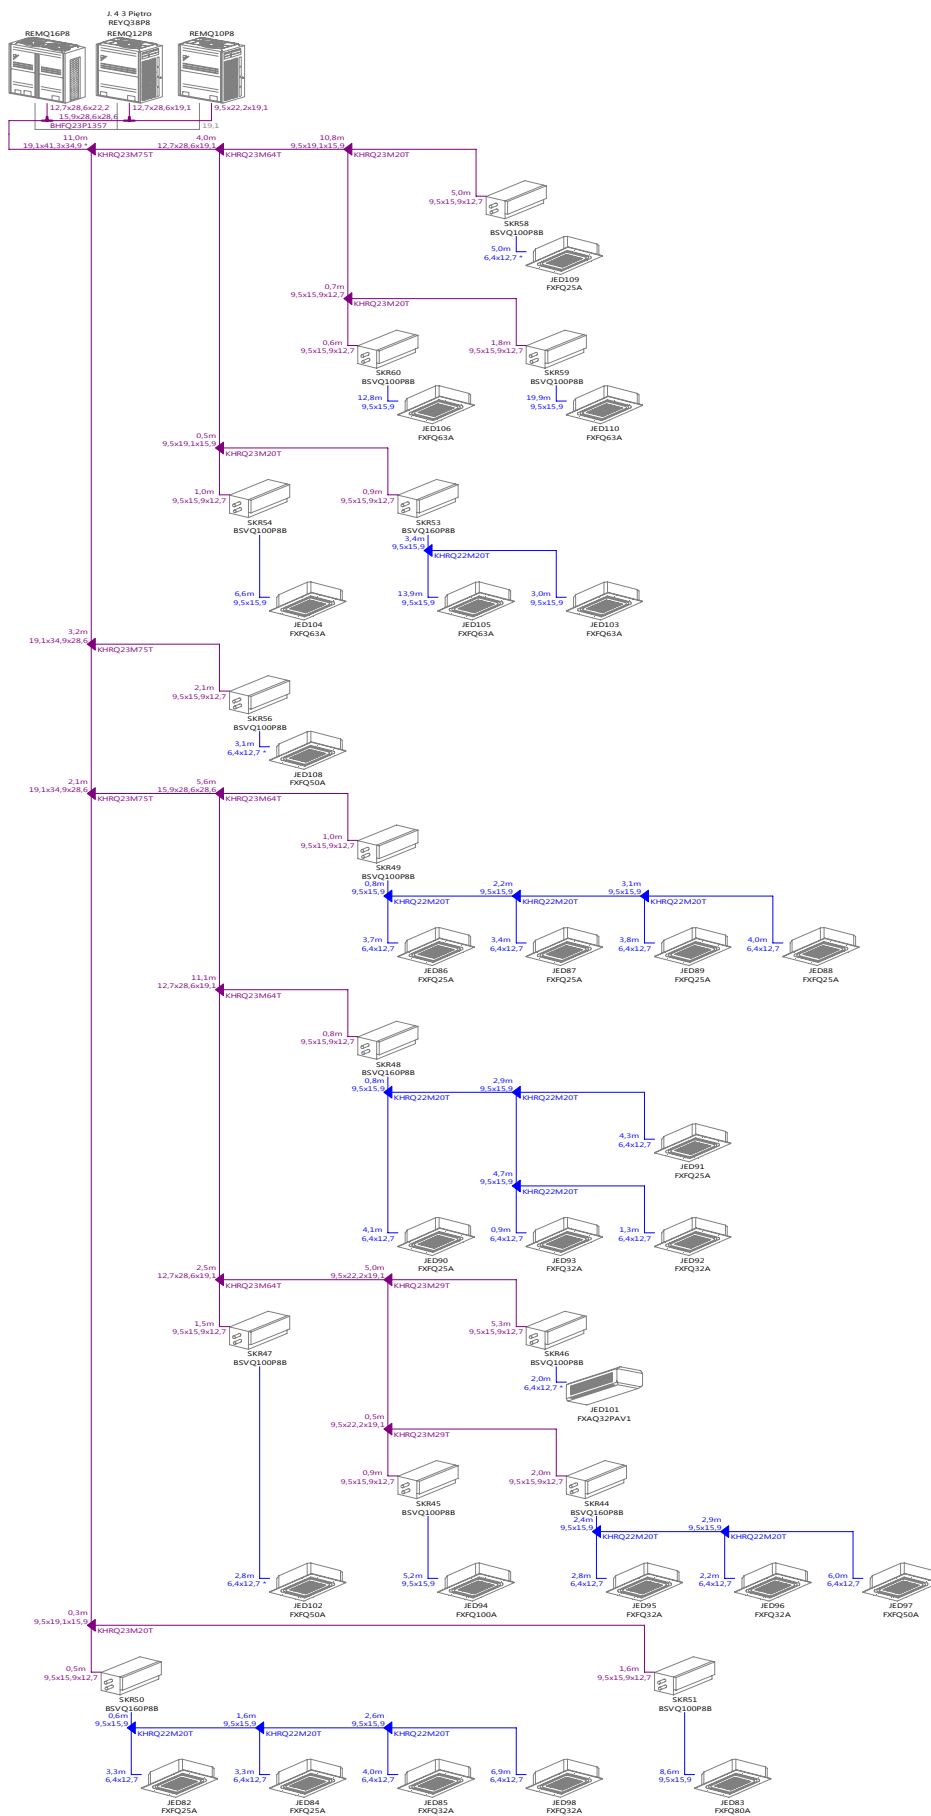 J. 4 3 Piętro
REYQ38P8
REMQ16P8
REMQ12P8
REMQ10P8
12,7x28,6x22,2
12,7x28,6x19,1
9,5x22,2x19,1
15,9x28,6x28,6
BHFQ23P1357
19,1
11,0m
19,1x41,3x34,9 *
KHRQ23M75T
4,0m
12,7x28,6x19,1
KHRQ23M64T
10,8m
9,5x19,1x15,9
KHRQ23M20T
5,0m
9,5x15,9x12,7
SKR58
BSVQ100P8B
5,0m
6,4x12,7 *
JED109
FXFQ25A
0,7m
9,5x15,9x12,7
KHRQ23M20T
0,6m
9,5x15,9x12,7
SKR60
BSVQ100P8B
1,8m
9,5x15,9x12,7
SKR59
BSVQ100P8B
12,8m
9,5x15,9
JED106
FXFQ63A
19,9m
9,5x15,9
JED110
FXFQ63A
0,5m
9,5x19,1x15,9
KHRQ23M20T
1,0m
9,5x15,9x12,7
SKR54
BSVQ100P8B
0,9m
9,5x15,9x12,7
SKR53
BSVQ160P8B
3,4m
9,5x15,9
KHRQ22M20T
6,6m
9,5x15,9
JED104
FXFQ63A
13,9m
9,5x15,9
JED105
FXFQ63A
3,0m
9,5x15,9
JED103
FXFQ63A
3,2m
19,1x34,9x28,6
KHRQ23M75T
2,1m
9,5x15,9x12,7
SKR56
BSVQ100P8B
3,1m
6,4x12,7 *
JED108
FXFQ50A
2,1m
19,1x34,9x28,6
KHRQ23M75T
5,6m
15,9x28,6x28,6
KHRQ23M64T
1,0m
9,5x15,9x12,7
SKR49
BSVQ100P8B
0,8m
9,5x15,9
KHRQ22M20T
2,2m
9,5x15,9
KHRQ22M20T
3,1m
9,5x15,9
KHRQ22M20T
3,7m
6,4x12,7
JED86
FXFQ25A
3,4m
6,4x12,7
JED87
FXFQ25A
3,8m
6,4x12,7
JED89
FXFQ25A
4,0m
6,4x12,7
JED88
FXFQ25A
11,1m
12,7x28,6x19,1
KHRQ23M64T
0,8m
9,5x15,9x12,7
SKR48
BSVQ160P8B
0,8m
9,5x15,9
KHRQ22M20T
2,9m
9,5x15,9
KHRQ22M20T
4,3m
6,4x12,7
JED91
FXFQ25A
4,7m
9,5x15,9
KHRQ22M20T
4,1m
6,4x12,7
JED90
FXFQ25A
0,9m
6,4x12,7
JED93
FXFQ32A
1,3m
6,4x12,7
JED92
FXFQ32A
2,5m
12,7x28,6x19,1
KHRQ23M64T
5,0m
9,5x22,2x19,1
KHRQ23M29T
1,5m
9,5x15,9x12,7
SKR47
BSVQ100P8B
5,3m
9,5x15,9x12,7
SKR46
BSVQ100P8B
2,0m
6,4x12,7 *
JED101
FXAQ32PAV1
0,5m
9,5x22,2x19,1
KHRQ23M29T
0,9m
9,5x15,9x12,7
SKR45
BSVQ100P8B
2,0m
9,5x15,9x12,7
SKR44
BSVQ160P8B
2,4m
9,5x15,9
KHRQ22M20T
2,9m
9,5x15,9
KHRQ22M20T
2,8m
6,4x12,7 *
JED102
FXFQ50A
5,2m
9,5x15,9
JED94
FXFQ100A
2,8m
6,4x12,7
JED95
FXFQ32A
2,2m
6,4x12,7
JED96
FXFQ32A
6,0m
6,4x12,7
JED97
FXFQ50A
0,3m
9,5x19,1x15,9
KHRQ23M20T
0,5m
9,5x15,9x12,7
SKR50
BSVQ160P8B
1,6m
9,5x15,9x12,7
SKR51
BSVQ100P8B
0,6m
9,5x15,9
KHRQ22M20T
1,6m
9,5x15,9
KHRQ22M20T
2,6m
9,5x15,9
KHRQ22M20T
3,3m
6,4x12,7
JED82
FXFQ25A
3,3m
6,4x12,7
JED84
FXFQ25A
4,0m
6,4x12,7
JED85
FXFQ32A
6,9m
6,4x12,7
JED98
FXFQ32A
8,6m
9,5x15,9
JED83
FXFQ80A